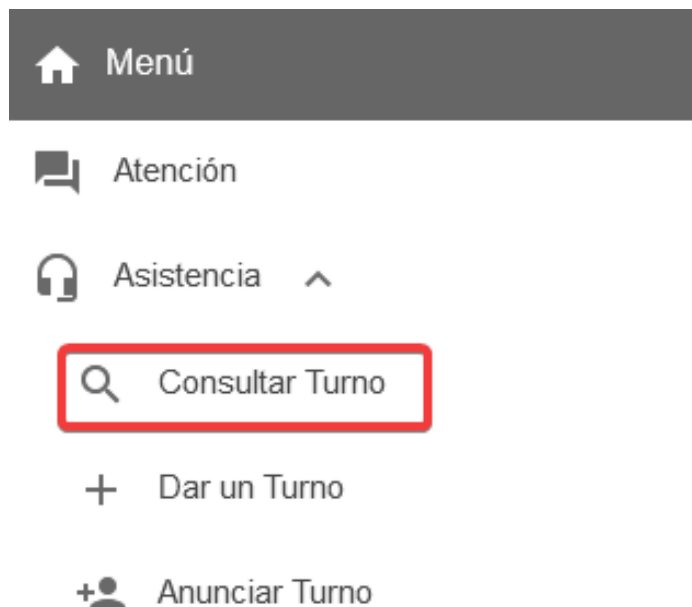 Menú
Atención
Asistencia
Consultar Turno
Dar un Turno
Anunciar Turno